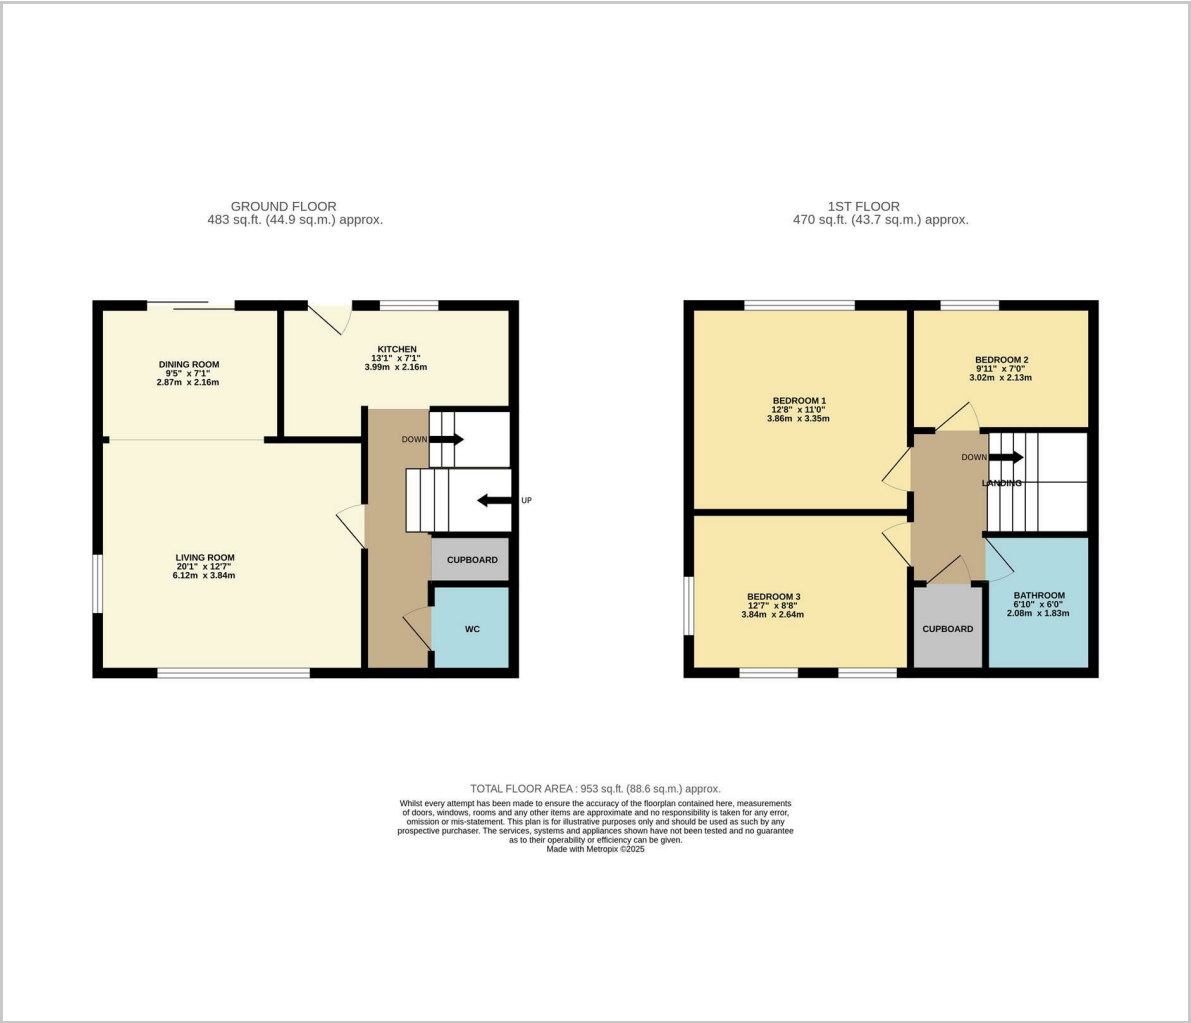 GROUND FLOOR
483 sq.ft. (44.9 sq.m.) approx.
1ST FLOOR
470 sq.ft. (43.7 sq.m.) approx.
DINING ROOM
9'5" x 7'1"
2.87m x 2.16m
KITCHEN
13'1" x 7'1"
3.99m x 2.16m
DOWN
UP
LIVING ROOM
20'1" x 12'7"
6.12m x 3.84m
CUPBOARD
WC
BEDROOM 1
12'8" x 11'0"
3.86m x 3.35m
BEDROOM 2
9'11" x 7'0"
3.02m x 2.13m
DOWN
LANDING
BEDROOM 3
12'7" x 8'8"
3.84m x 2.64m
BATHROOM
6'10" x 6'0"
2.08m x 1.83m
CUPBOARD
TOTAL FLOOR AREA : 953 sq.ft. (88.6 sq.m.) approx.
Whilst every attempt has been made to ensure the accuracy of the floorplan contained here, measurements
of doors, windows, rooms and any other items are approximate and no responsibility is taken for any error,
omission or mis-statement. This plan is for illustrative purposes only and should be used as such by any
prospective purchaser. The services, systems and appliances shown have not been tested and no guarantee
as to their operability or efficiency can be given.
Made with Metropix ©2025